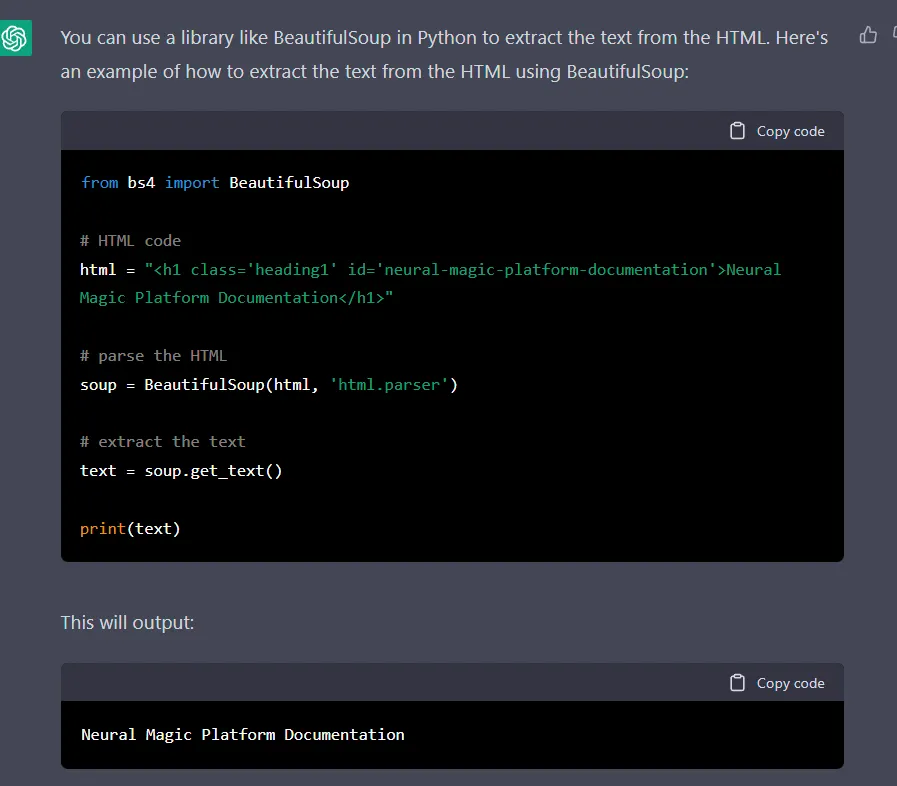 You can use a library like BeautifulSoup in Python to extract the text from the HTML. Here's
an example of how to extract the text from the HTML using BeautifulSoup:
Copy code
from bs4 import BeautifulSoup
# HTML code
html = "<h1 class='heading1' id='neural-magic-platform-documentation'>Neural
Magic Platform Documentation</h1>"
# parse the HTML
soup = BeautifulSoup(html, 'html.parser')
# extract the text
text = soup.get_text()
print(text)
This will output:
Copy code
Neural Magic Platform Documentation